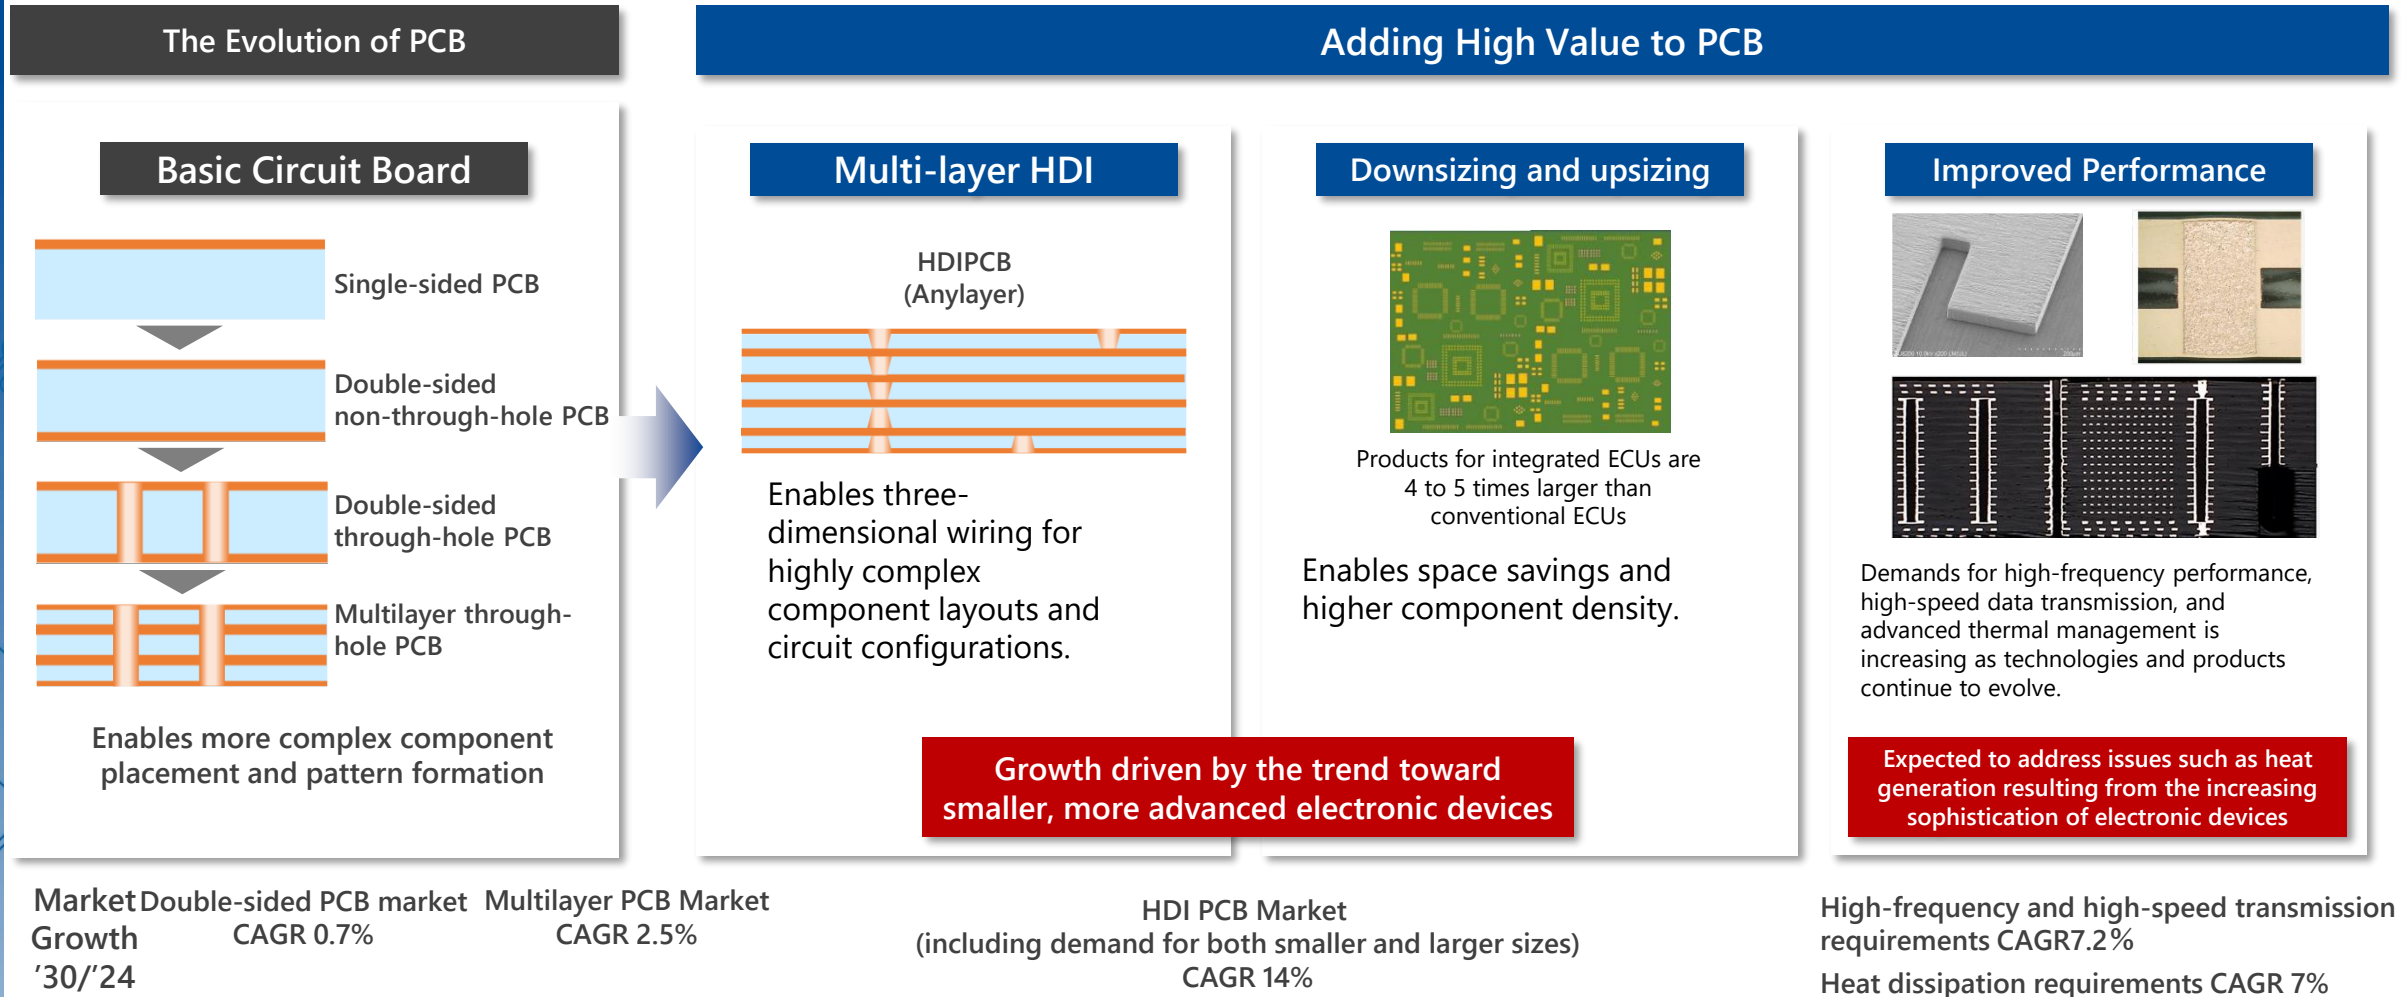 The Evolution of PCB
Adding High Value to PCB
Basic Circuit Board
Single-sided PCB
Double-sided
non-through-hole PCB
Double-sided
through-hole PCB
Multilayer through-
hole PCB
Enables more complex component
placement and pattern formation
Multi-layer HDI
HDIPCB
(Anylayer)
Enables three-
dimensional wiring for
highly complex
component layouts and
circuit configurations.
Downsizing and upsizing
Products for integrated ECUs are
4 to 5 times larger than
conventional ECUs
Enables space savings and
higher component density.
Growth driven by the trend toward
smaller, more advanced electronic devices
Improved Performance
Demands for high-frequency performance,
high-speed data transmission, and
advanced thermal management is
increasing as technologies and products
continue to evolve.
Expected to address issues such as heat
generation resulting from the increasing
sophistication of electronic devices
Market
Growth
’30/’24
Double-sided PCB market
CAGR 0.7%
Multilayer PCB Market
CAGR 2.5%
HDI PCB Market
(including demand for both smaller and larger sizes)
CAGR 14%
High-frequency and high-speed transmission
requirements CAGR7.2%
Heat dissipation requirements CAGR 7%